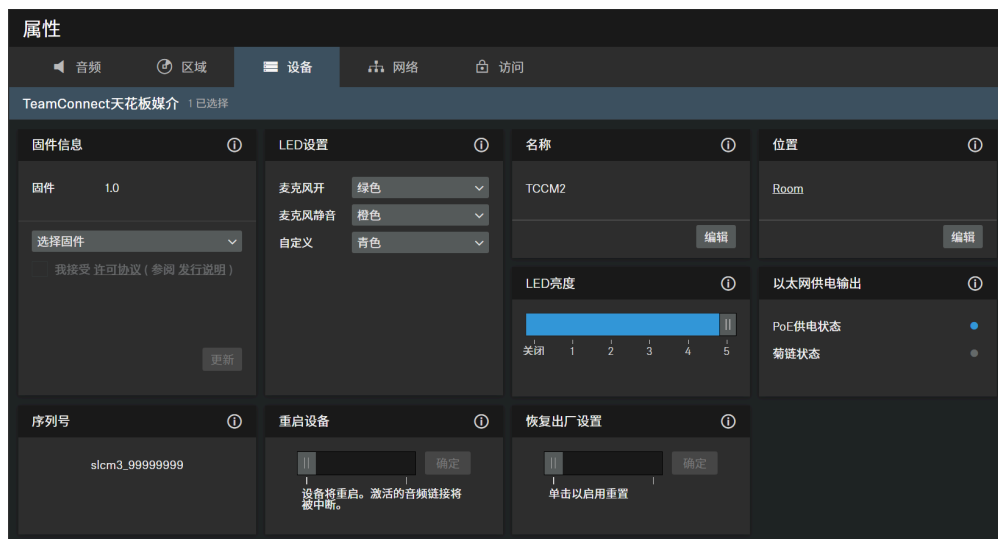 属性
音频 区域 设备 网络 访问
TeamConnect天花板媒介 1 已选择
固件信息
固件 1.0
选择固件
我接受 许可协议 ( 参阅 发行说明 )
更新
LED设置
麦克风开 绿色
麦克风静音 橙色
自定义 青色
名称
TCCM2
编辑
位置
Room
编辑
LED亮度
关闭 1 2 3 4 5
以太网供电输出
PoE供电状态
菊链状态
序列号
slcm3_99999999
重启设备
确定
设备将重启。激活的音频链接将
被中断。
恢复出厂设置
确定
单击以启用重置